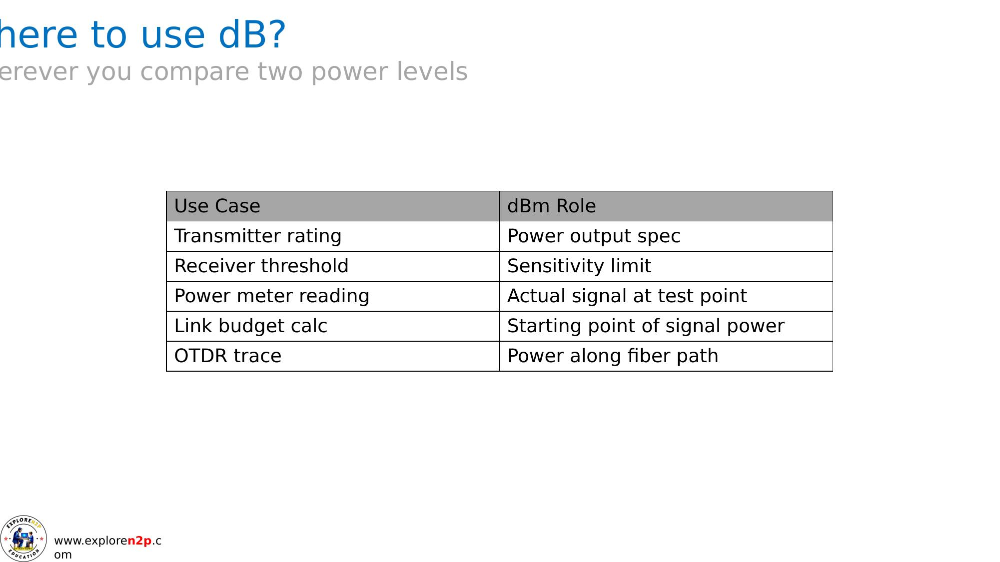 here to use dB?
erever you compare two power levels
Use Case dBm Role
Transmitter rating Power output spec
Receiver threshold Sensitivity limit
Power meter reading Actual signal at test point
Link budget calc Starting point of signal power
OTDR trace Power along fiber path
EXPLOREN2P
EDUCATION
www.exploren2p.c
om